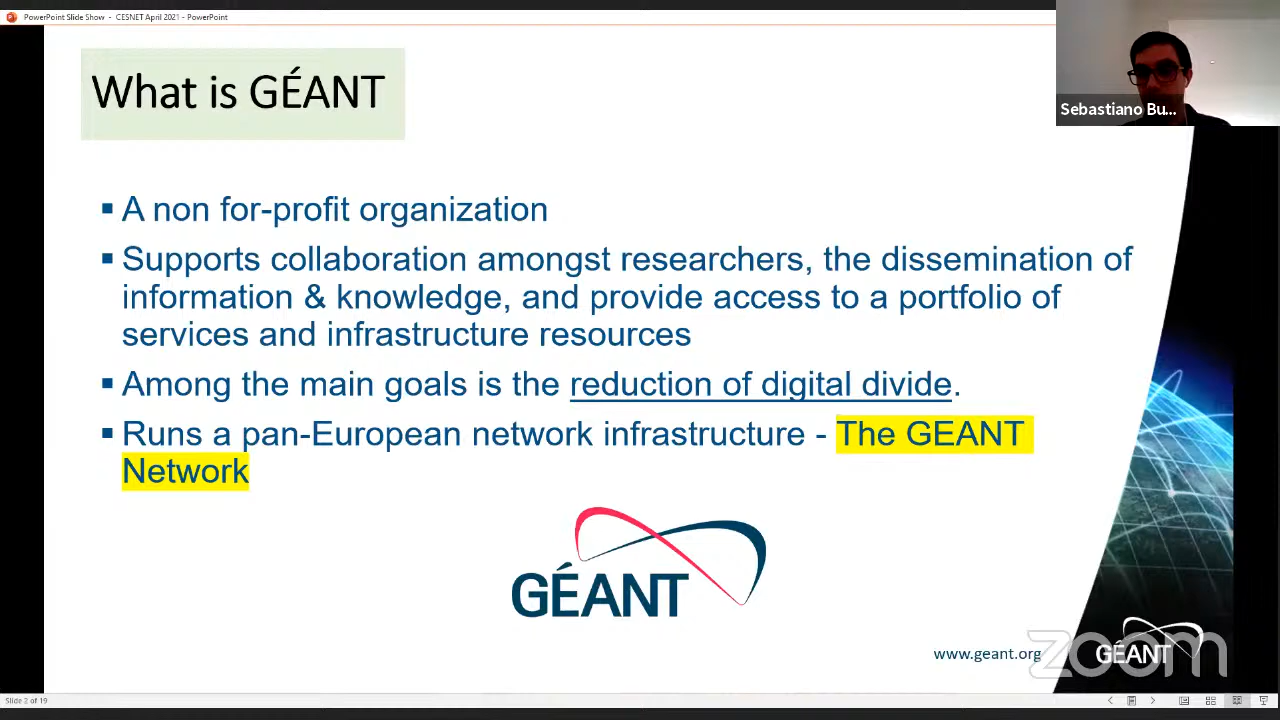 PowerPoint Slide Show - CESNET April 2021 - PowerPoint
Sebastiano Bu...
What is GÉANT
▪ A non for-profit organization
▪ Supports collaboration amongst researchers, the dissemination of
information & knowledge, and provide access to a portfolio of
services and infrastructure resources
▪ Among the main goals is the reduction of digital divide.
▪ Runs a pan-European network infrastructure - The GEANT
Network
GÉANT
www.geant.org
zoom
GÉANT
Slide 2 of 19